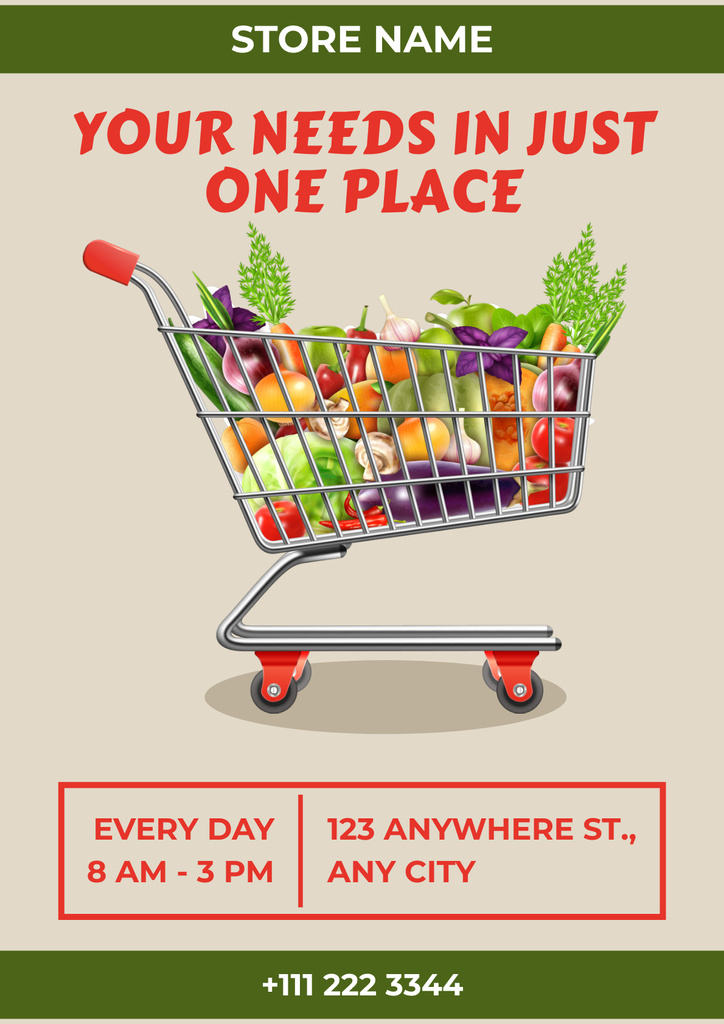 STORE NAME
YOUR NEEDS IN JUST
ONE PLACE
EVERY DAY
8 AM - 3 PM
123 ANYWHERE ST.,
ANY CITY
+111 222 3344